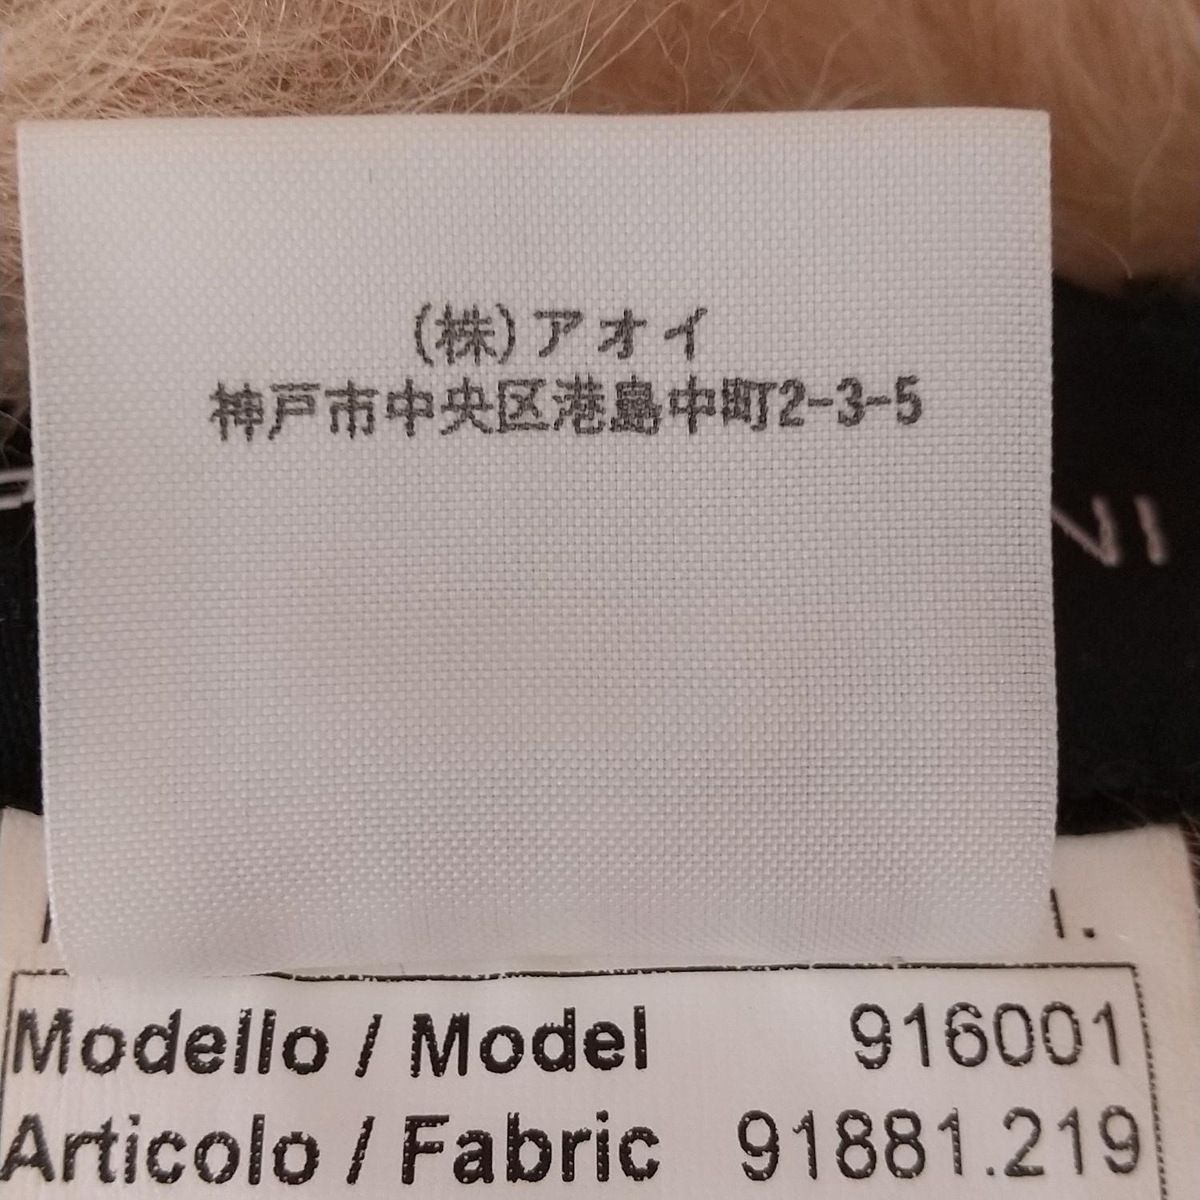 (株)アオイ
神戸市中央区港島中町2-3-5
Modello / Model 916001
Articolo / Fabric 91881.219